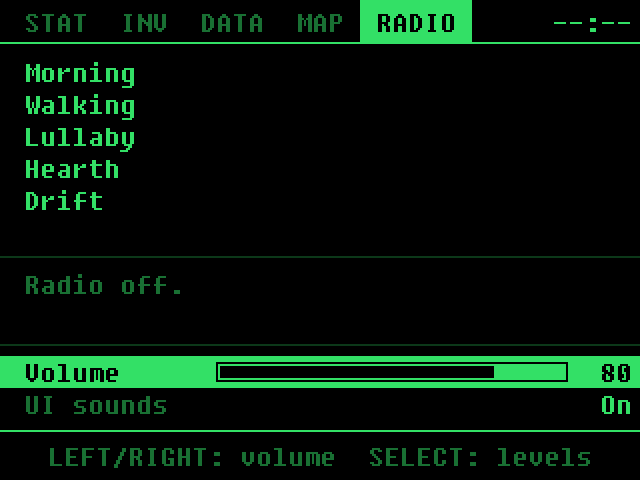 STAT INV DATA MAP RADIO --:--
Morning
Walking
Lullaby
Hearth
Drift
Radio off.
Volume 80
UI sounds On
LEFT/RIGHT: volume SELECT: levels